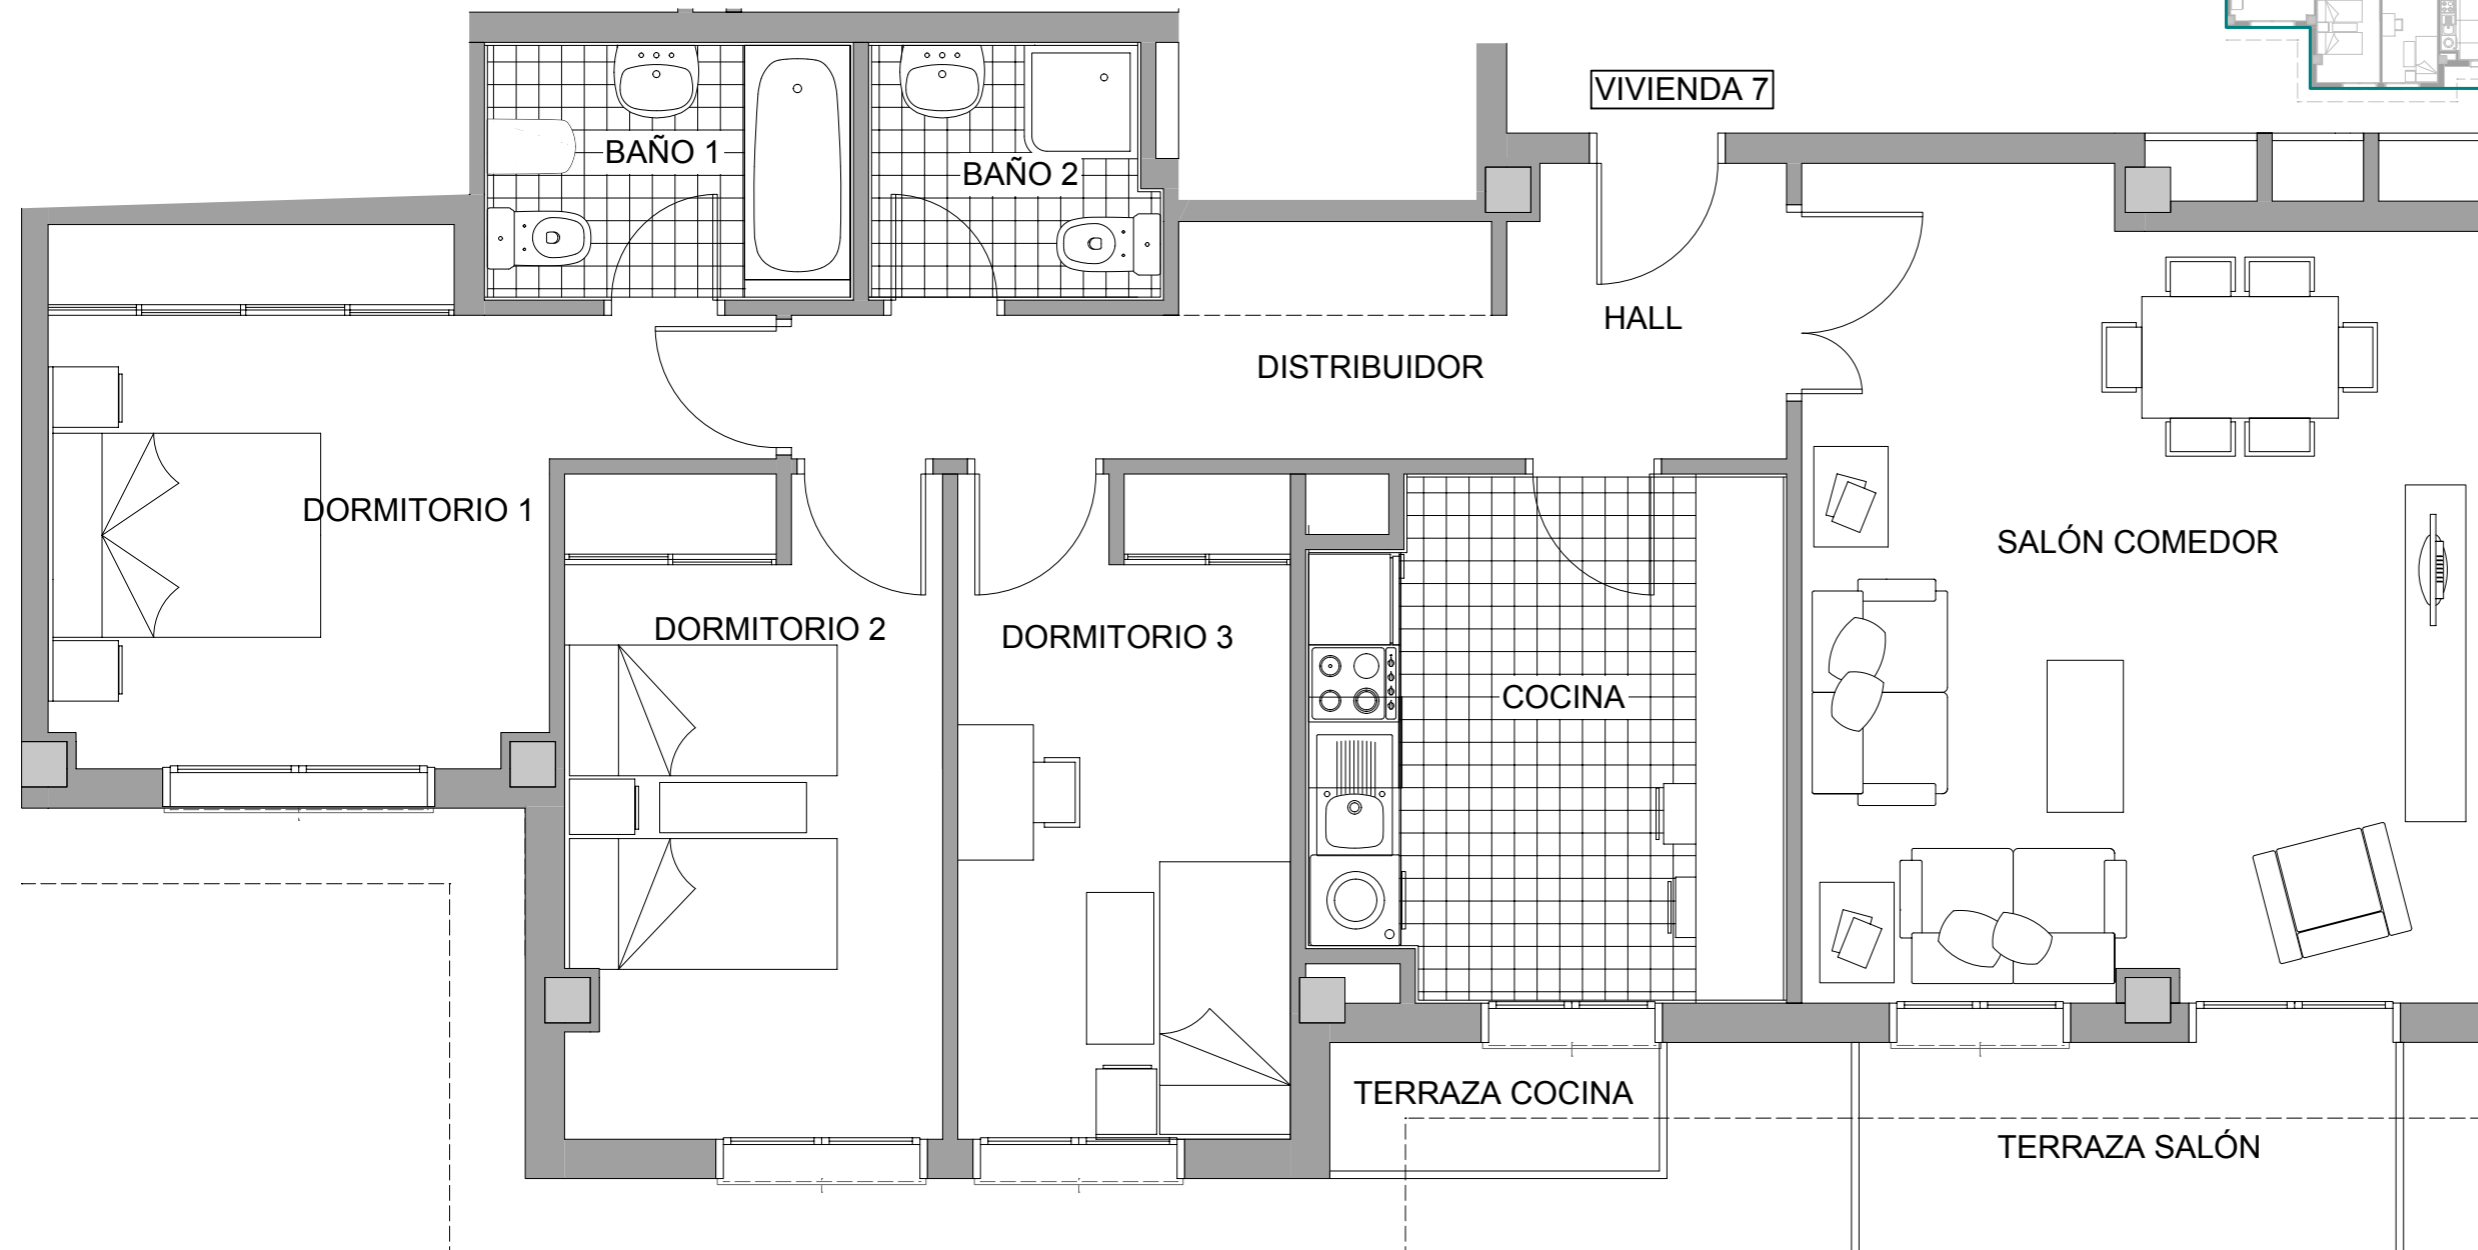 VIVIENDA 7
BAÑO 1
BAÑO 2
HALL
DISTRIBUIDOR
DORMITORIO 1
SALÓN COMEDOR
DORMITORIO 2
DORMITORIO 3
COCINA
TERRAZA COCINA
TERRAZA SALÓN